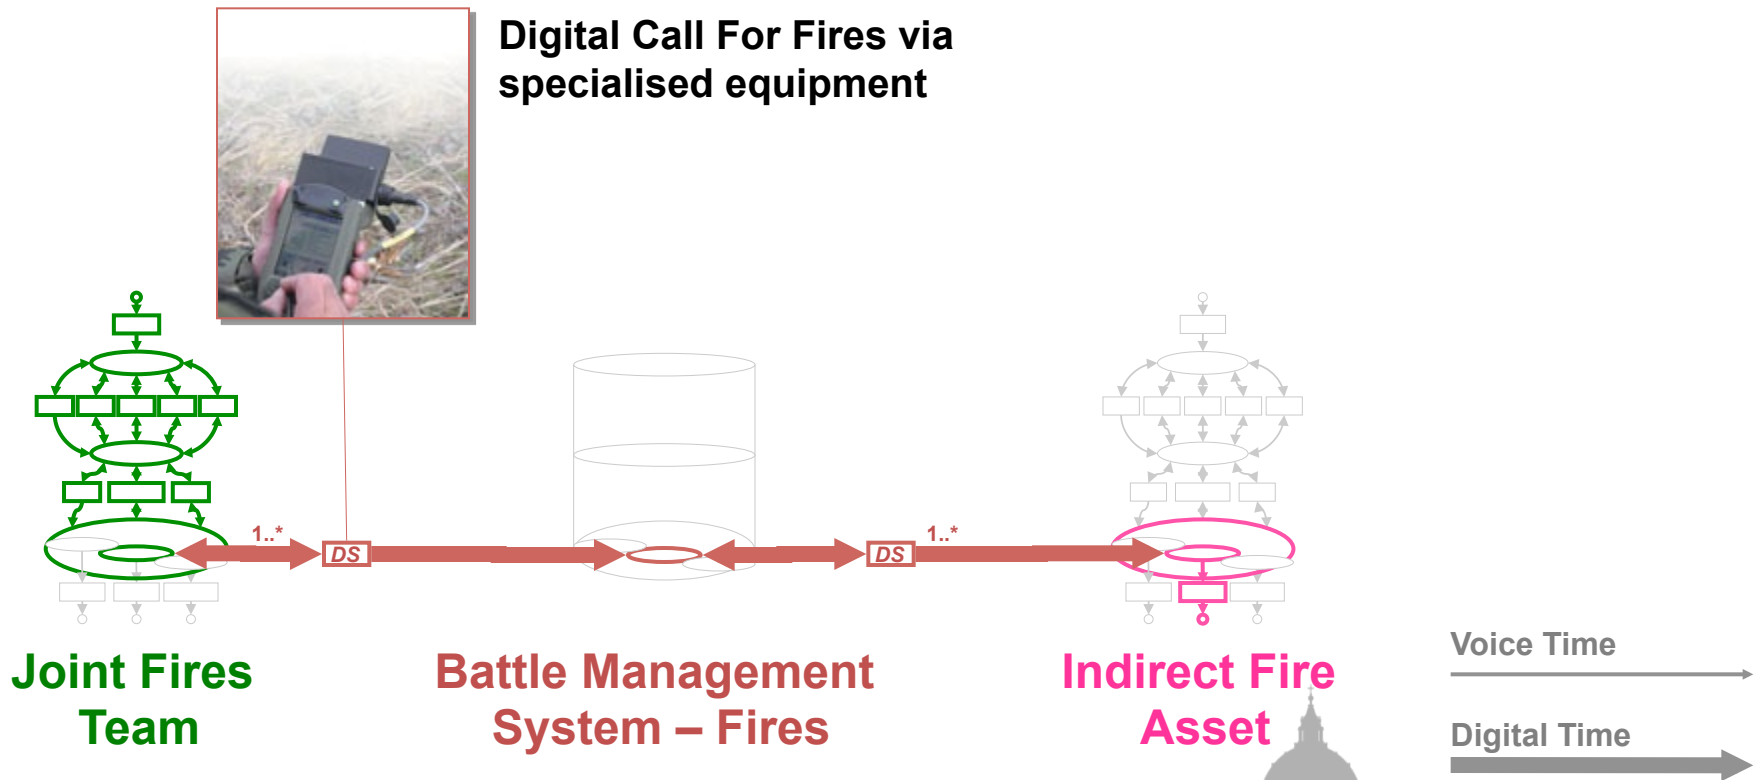 Digital Call For Fires via
specialised equipment
1..*
DS
1..*
DS
Joint Fires
Team
Battle Management
System – Fires
Indirect Fire
Asset
Voice Time
Digital Time